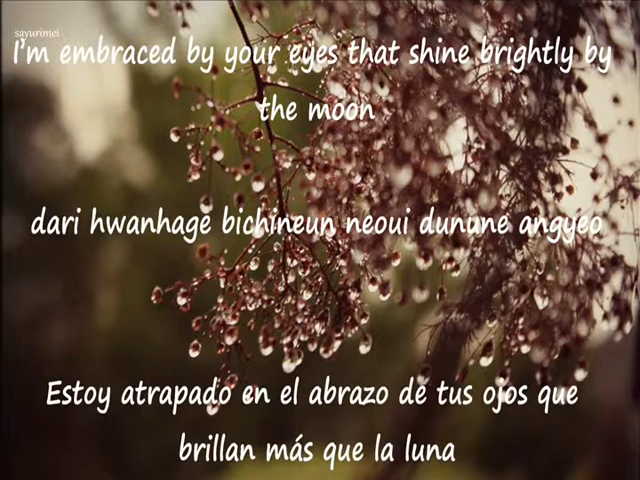 sayurimei
I'm embraced by your eyes that shine brightly by
the moon
dari hwanhage bichineun neoui dunune angyeo
Estoy atrapado en el abrazo de tus ojos que
brillan más que la luna